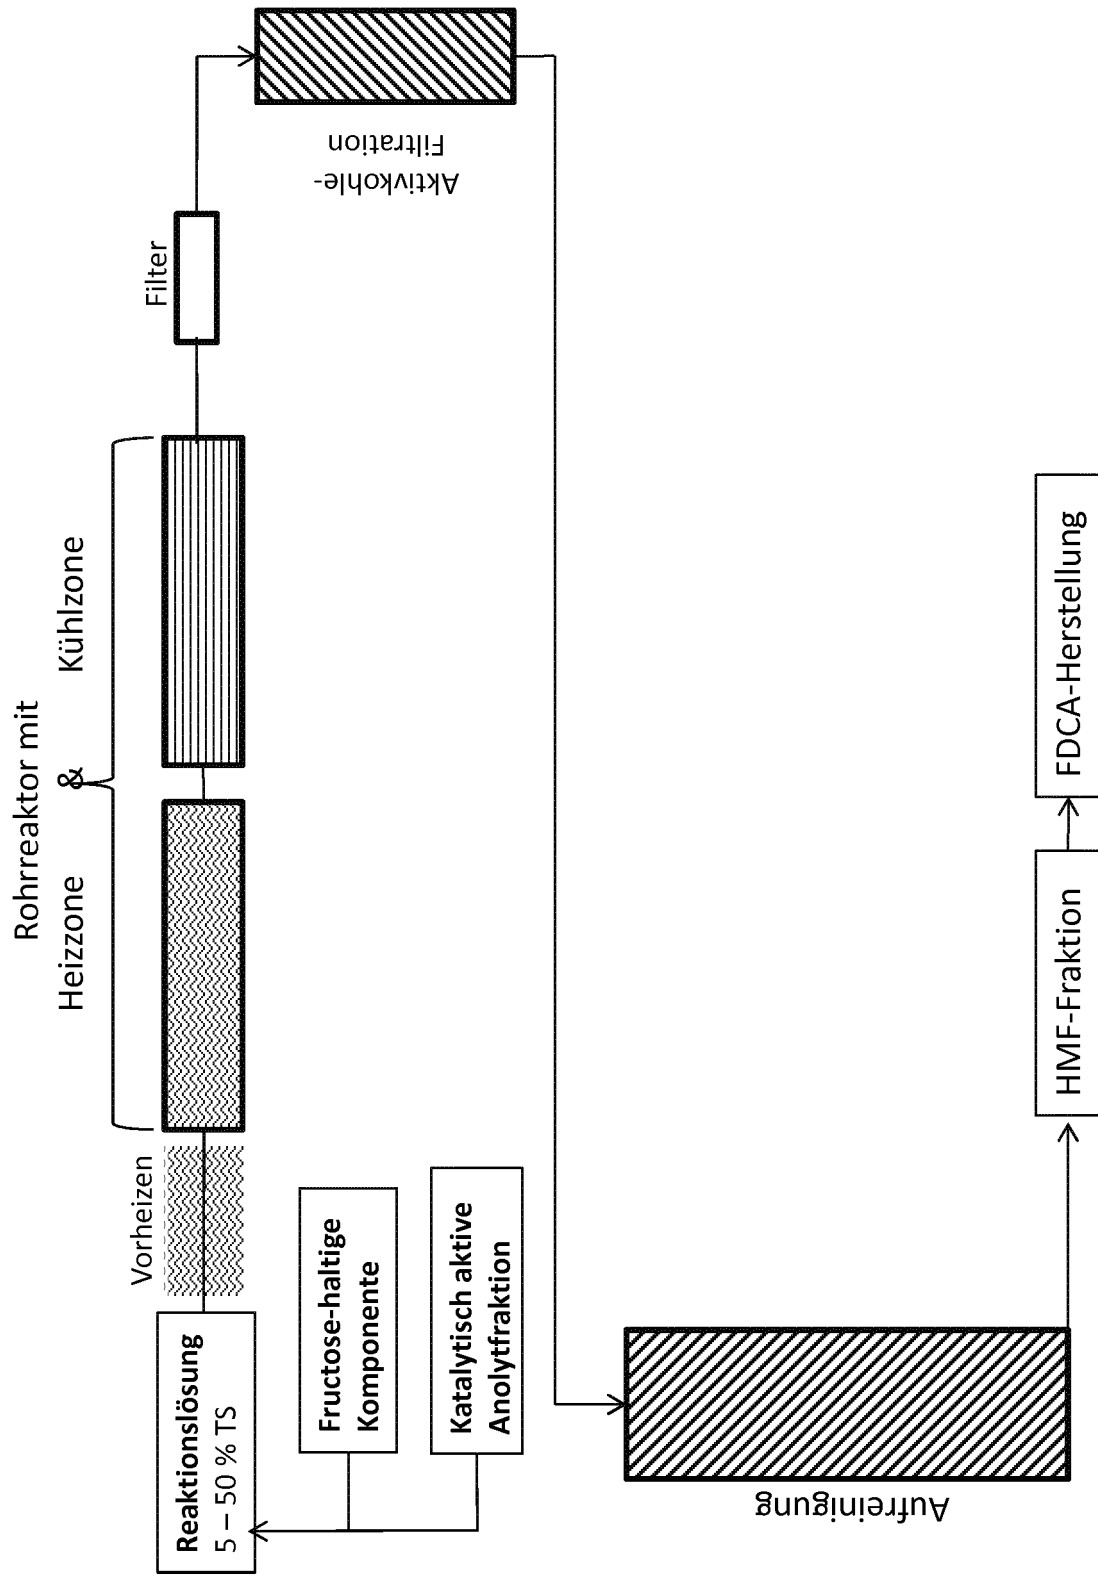 Rohrreaktor mit
Heizzone & Kühlzone
Vorheizen
Filter
Reaktionslösung
5 – 50 % TS
Fructose-haltige
Komponente
Katalytisch aktive
Anolytfraktion
Aktivkohle-
Filtration
Aufreinigung
HMF-Fraktion
FDCA-Herstellung